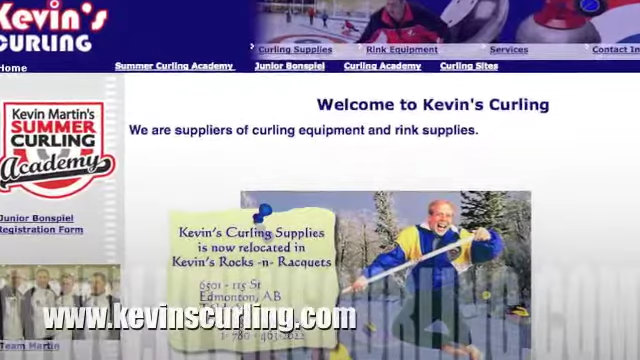 Kevin's
CURLING
Home
Curling Supplies
Rink Equipment
Services
Contact
Summer Curling Academy
Junior Bonspiel
Curling Academy
Curling Sites
Kevin Martin's
SUMMER
CURLING
Academy
Junior Bonspiel
Registration Form
Team Martin
Welcome to Kevin's Curling
We are suppliers of curling equipment and rink supplies.
Kevin's Curling Supplies
is now relocated in
Kevin's Rocks -n- Racquets
6501 - 115 St
Edmonton, AB
www.kevinscurling.com